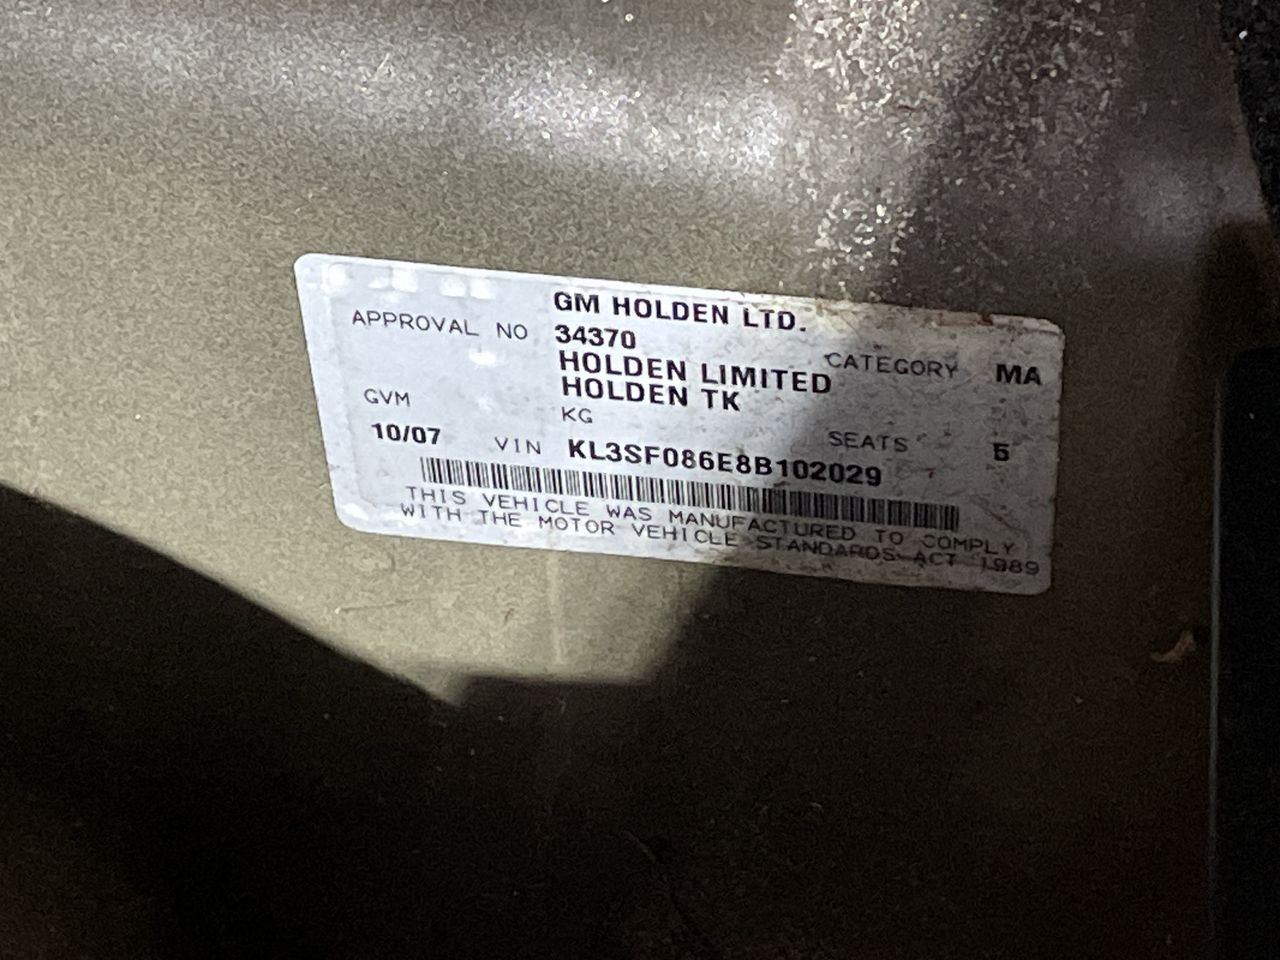 GM HOLDEN LTD.
APPROVAL NO 34370 CATEGORY MA
HOLDEN LIMITED
HOLDEN TK
GVM KG SEATS 5
10/07 VIN KL3SF086E8B102029
THIS VEHICLE WAS MANUFACTURED TO COMPLY
WITH THE MOTOR VEHICLE STANDARDS ACT 1989